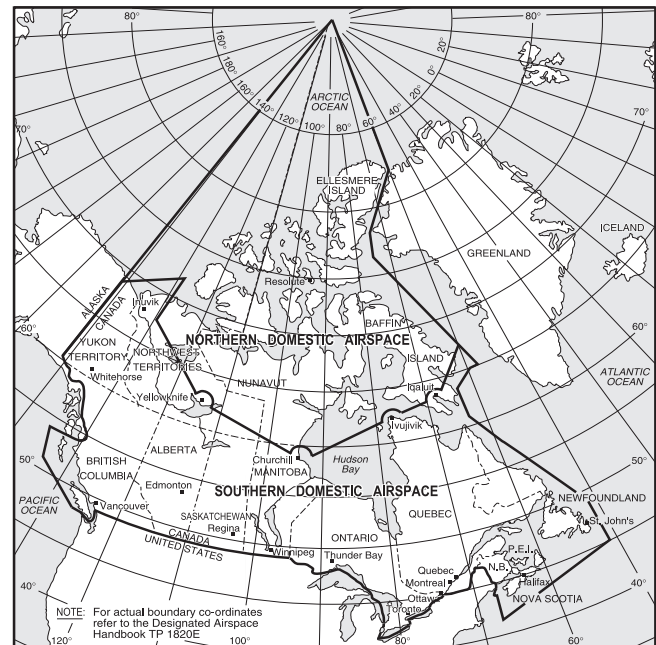 80°
80°
160°
180°
160°
140°
120°
100°
80°
60°
40°
20°
0°
20°
70°
70°
60°
60°
50°
50°
40°
40°
120°
100°
80°
60°
ARCTIC
OCEAN
ELLESMERE
ISLAND
ICELAND
GREENLAND
Resolute
ALASKA
CANADA
Inuvik
BAFFIN
ISLAND
NORTHERN DOMESTIC AIRSPACE
YUKON
TERRITORY
NORTHWEST
TERRITORIES
NUNAVUT
Whitehorse
Yellowknife
Iqaluit
Ivujivik
ATLANTIC
OCEAN
BRITISH
COLUMBIA
ALBERTA
Churchill
MANITOBA
Hudson
Bay
Edmonton
SOUTHERN DOMESTIC AIRSPACE
PACIFIC
OCEAN
Vancouver
SASKATCHEWAN
Regina
QUEBEC
NEWFOUNDLAND
St. John's
CANADA
UNITED STATES
Winnipeg
ONTARIO
Thunder Bay
P.E.I.
N.B.
Quebec
Montreal
Ottawa
Toronto
Halifax
NOVA SCOTIA
NOTE: For actual boundary co-ordinates
refer to the Designated Airspace
Handbook TP 1820E